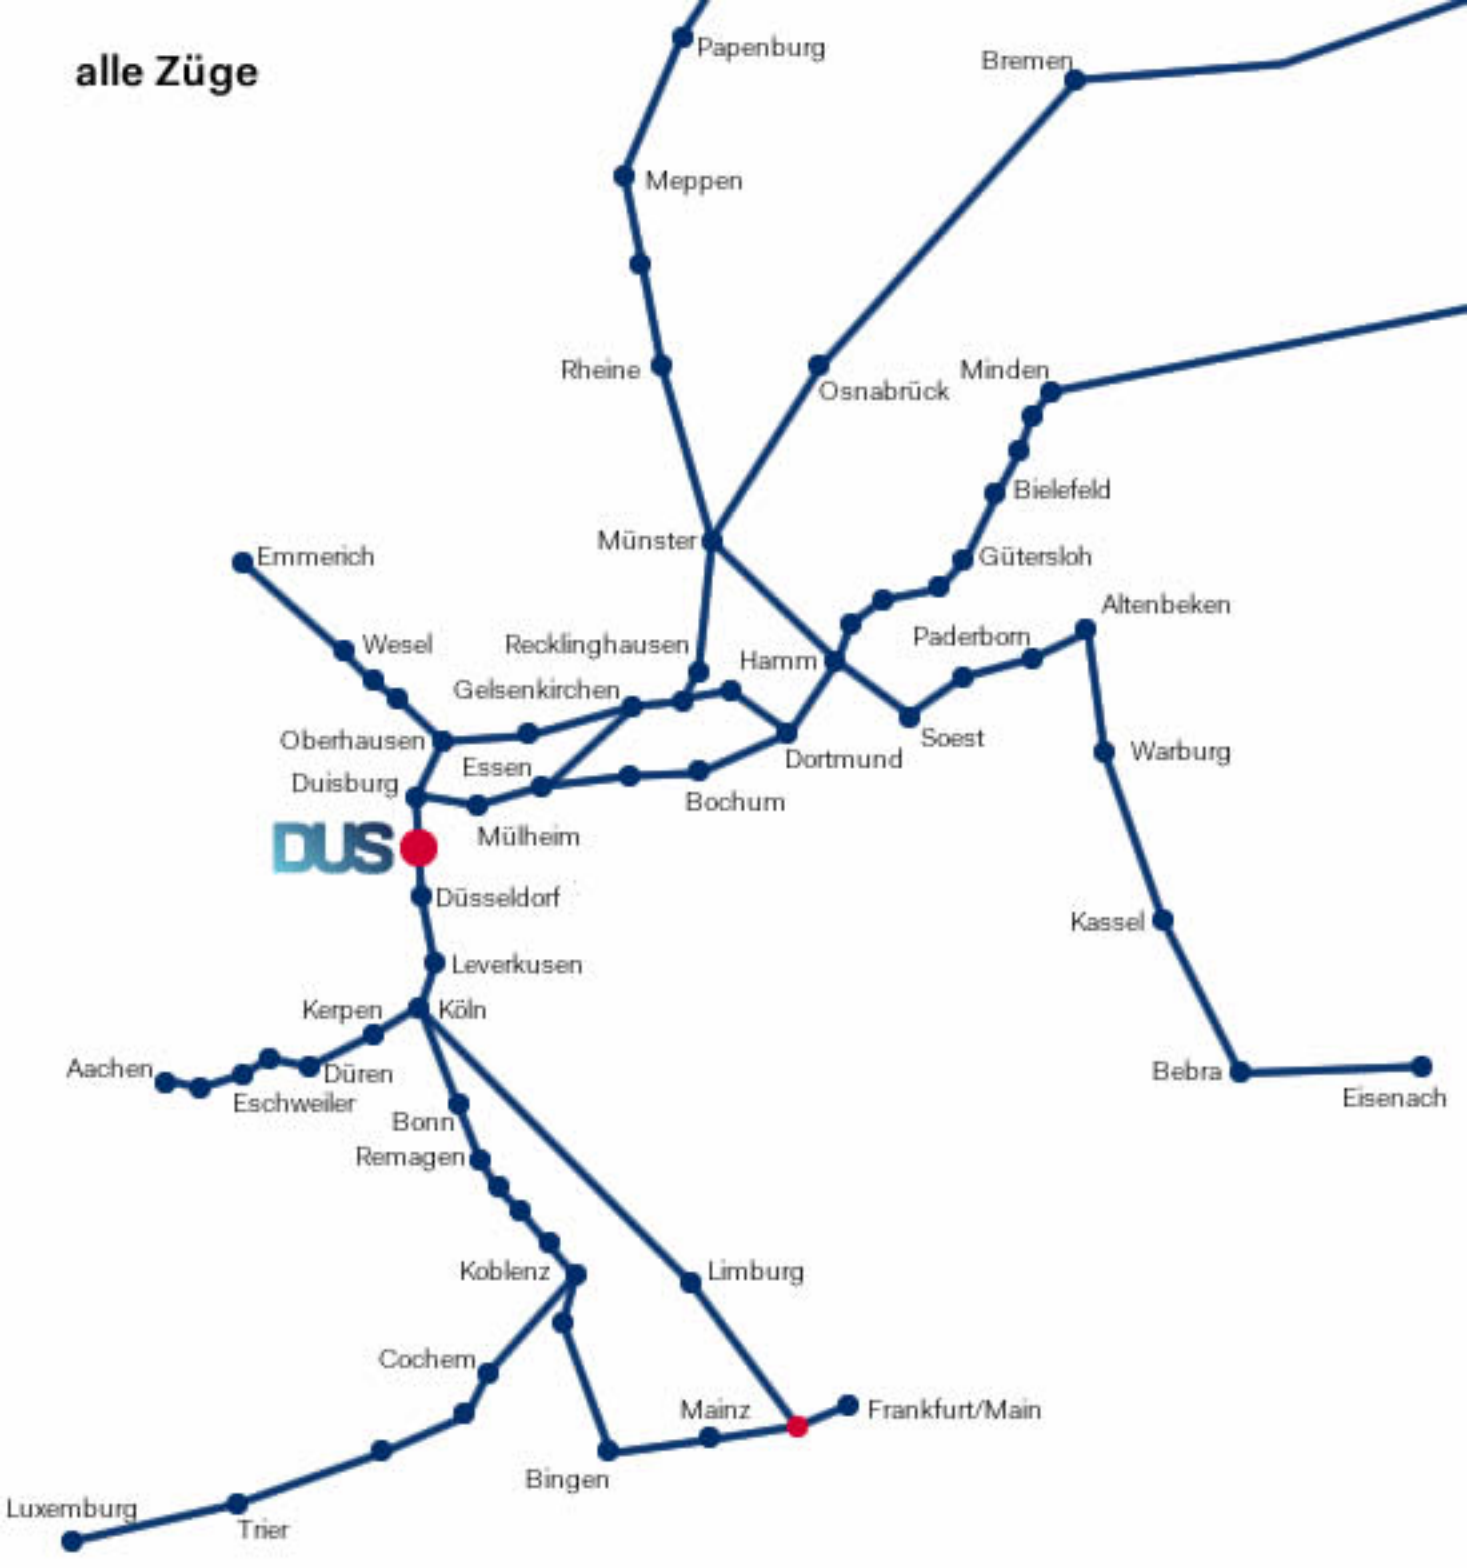 alle Züge
Papenburg
Bremen
Meppen
Rheine
Osnabrück
Minden
Bielefeld
Münster
Gütersloh
Emmerich
Altenbeken
Wesel
Recklinghausen
Hamm
Paderborn
Gelsenkirchen
Oberhausen
Soest
Warburg
Essen
Dortmund
Duisburg
Bochum
Mülheim
DUS
Düsseldorf
Kassel
Leverkusen
Kerpen
Köln
Aachen
Düren
Bebra
Eschweiler
Eisenach
Bonn
Remagen
Koblenz
Limburg
Cochem
Mainz
Frankfurt/Main
Bingen
Luxemburg
Trier